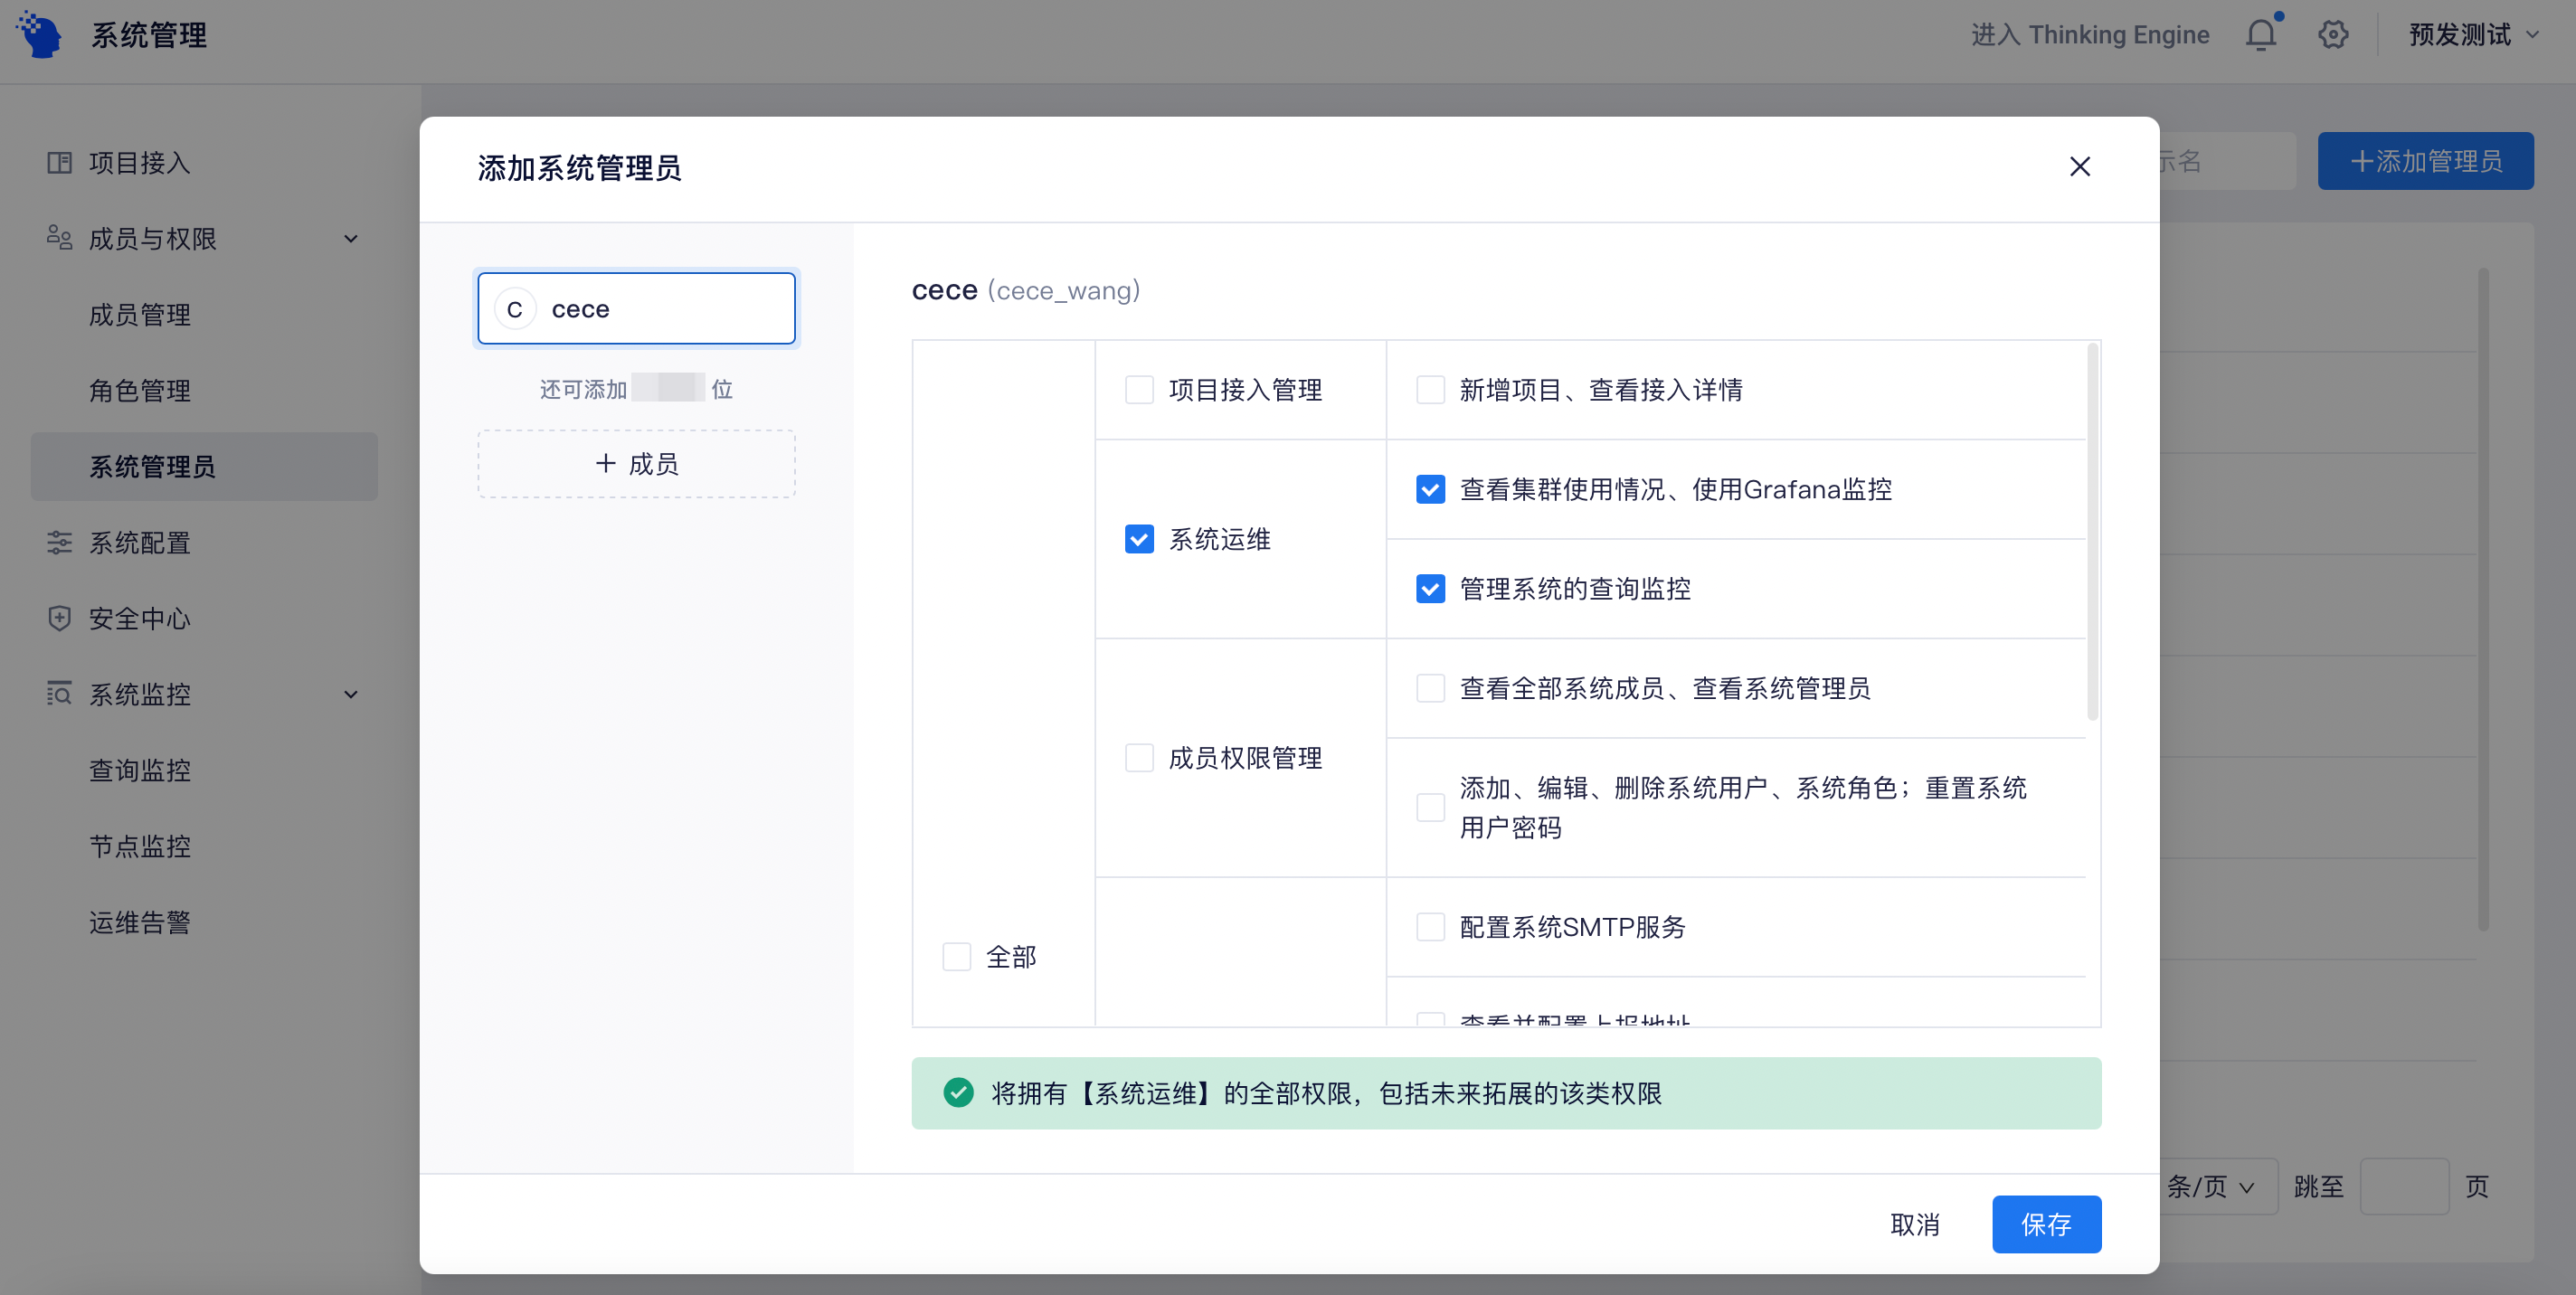 系统管理
进入 Thinking Engine
预发测试
项目接入
成员与权限
成员管理
角色管理
系统管理员
系统配置
安全中心
系统监控
查询监控
节点监控
运维告警
示名
+添加管理员
添加系统管理员
C cece
还可添加 位
+ 成员
cece (cece_wang)
全部
项目接入管理
新增项目、查看接入详情
系统运维
查看集群使用情况、使用Grafana监控
管理系统的查询监控
成员权限管理
查看全部系统成员、查看系统管理员
添加、编辑、删除系统用户、系统角色；重置系统
用户密码
配置系统SMTP服务
查看并配置上报地址
将拥有【系统运维】的全部权限，包括未来拓展的该类权限
取消
保存
条/页
跳至
页